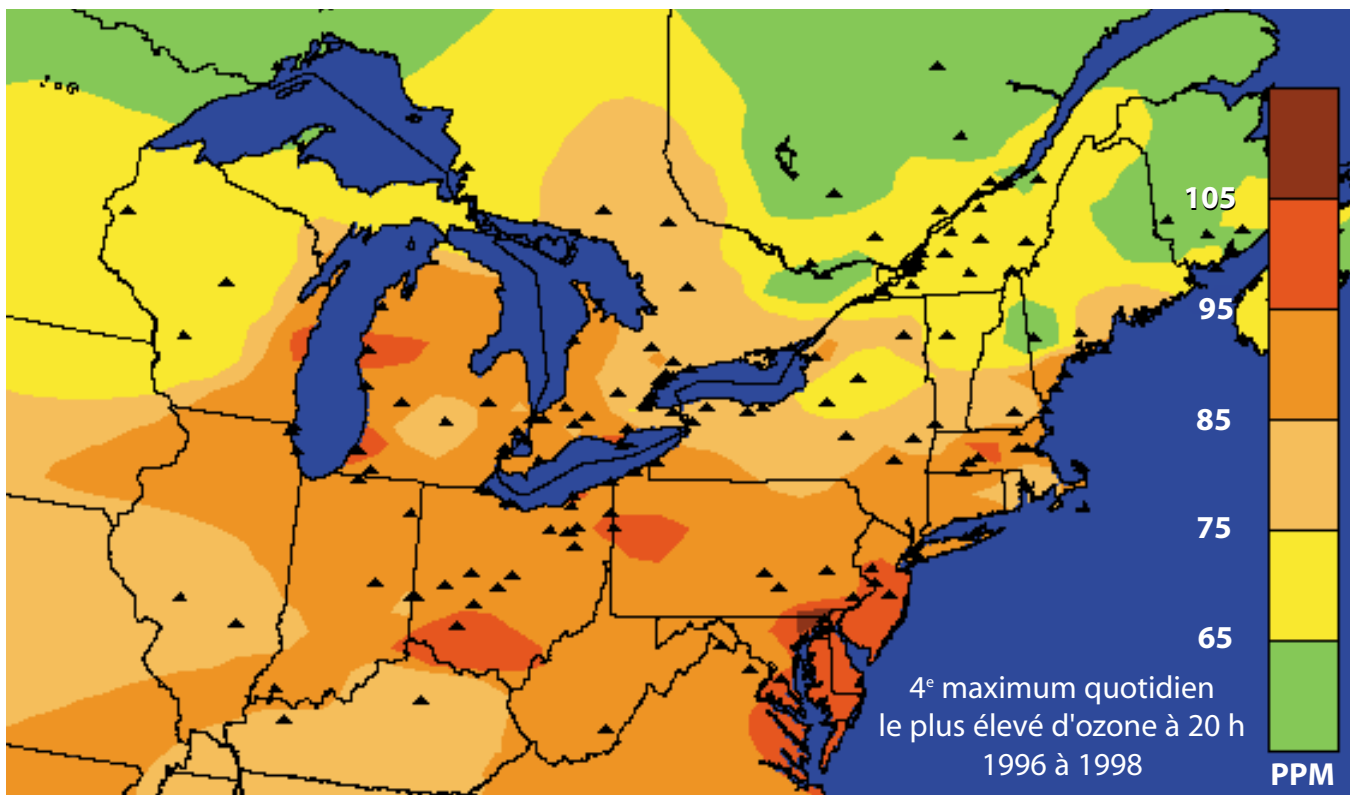 105
95
85
75
65
4ᵉ maximum quotidien
le plus élevé d'ozone à 20 h
1996 à 1998
PPM